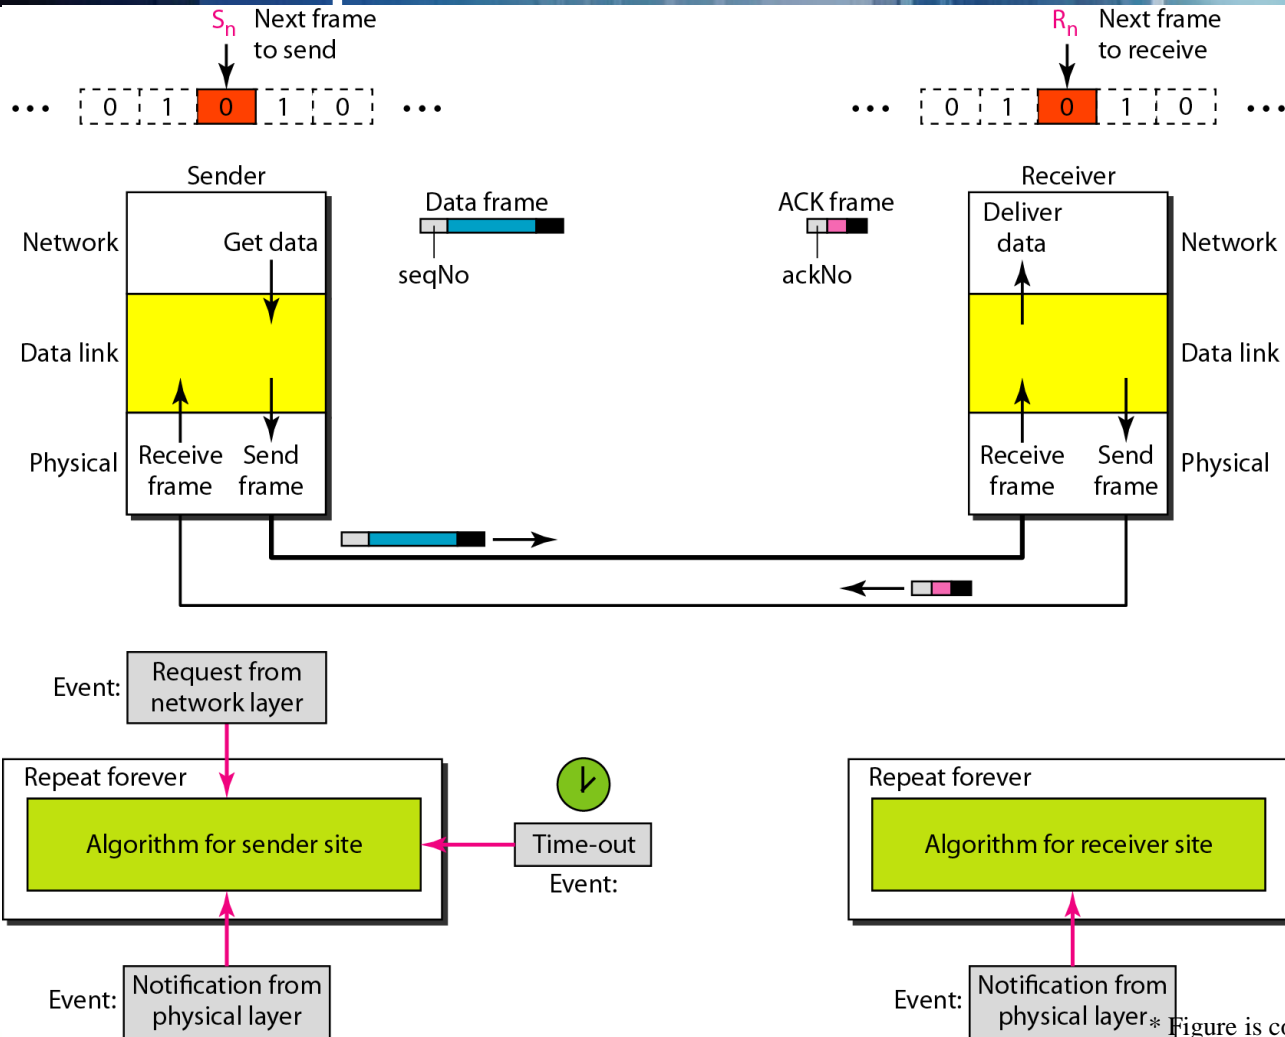 Sn Next frame
to send
Rn Next frame
to receive
... 0 1 0 1 0 ...
... 0 1 0 1 0 ...
Sender
Receiver
Data frame
seqNo
ACK frame
ackNo
Network
Get data
Deliver
data
Network
Data link
Data link
Physical
Receive
frame
Send
frame
Receive
frame
Send
frame
Physical
Event:
Request from
network layer
Repeat forever
Algorithm for sender site
Time-out
Event:
Repeat forever
Algorithm for receiver site
Event:
Notification from
physical layer
Event:
Notification from
physical layer
* Figure is